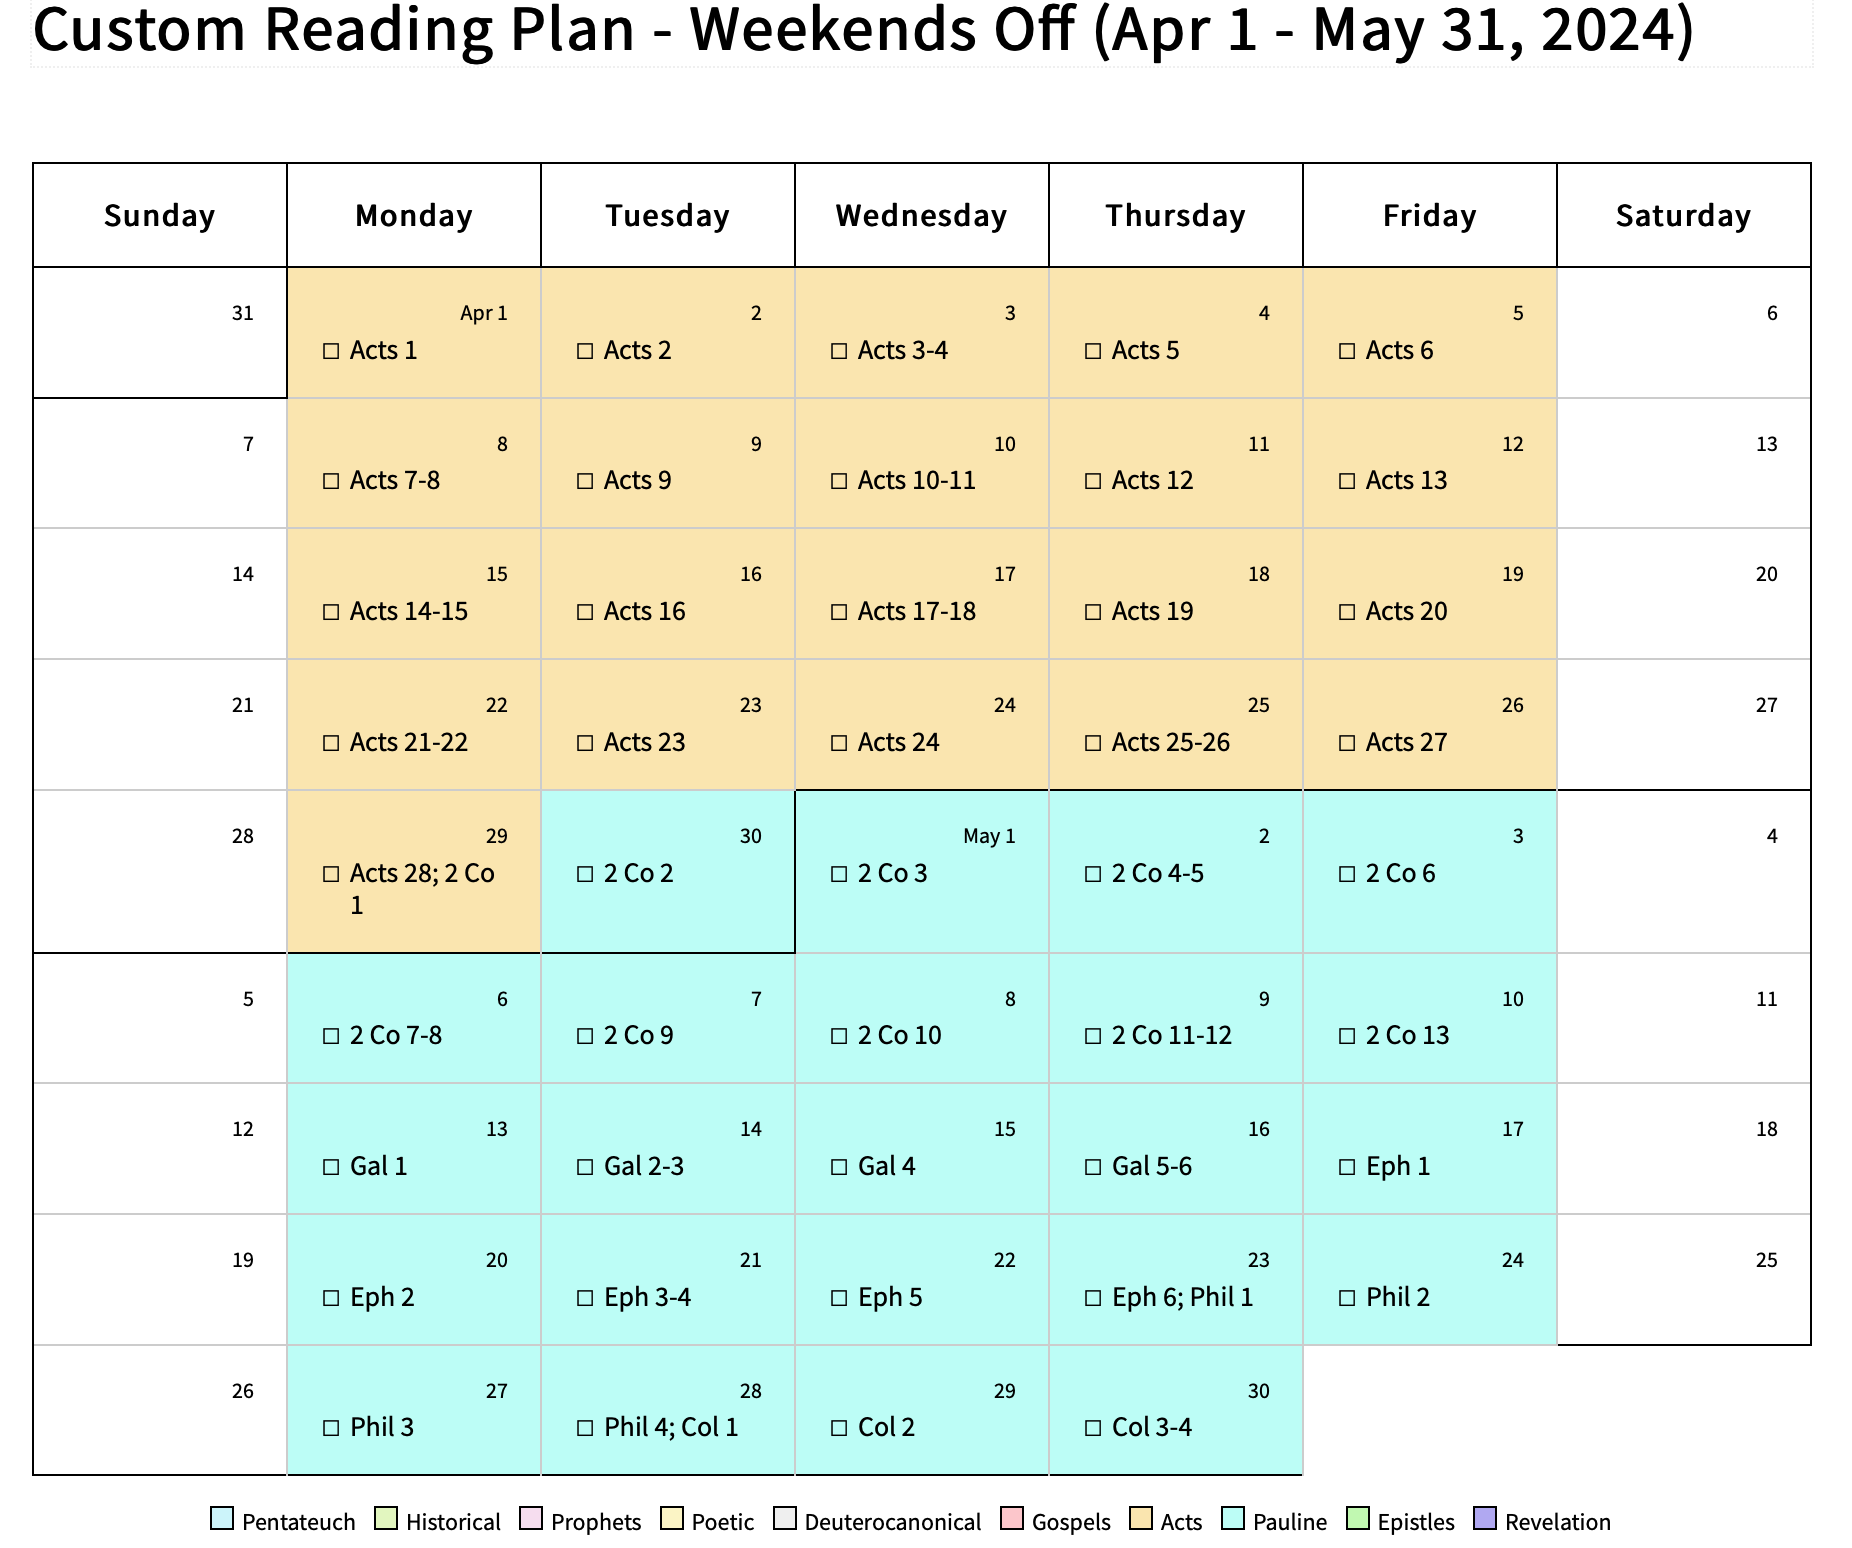 Custom Reading Plan - Weekends Off (Apr 1 - May 31, 2024)
Sunday Monday Tuesday Wednesday Thursday Friday Saturday
31 Apr 1 2 3 4 5 6
☐ Acts 1 ☐ Acts 2 ☐ Acts 3-4 ☐ Acts 5 ☐ Acts 6
7 8 9 10 11 12 13
☐ Acts 7-8 ☐ Acts 9 ☐ Acts 10-11 ☐ Acts 12 ☐ Acts 13
14 15 16 17 18 19 20
☐ Acts 14-15 ☐ Acts 16 ☐ Acts 17-18 ☐ Acts 19 ☐ Acts 20
21 22 23 24 25 26 27
☐ Acts 21-22 ☐ Acts 23 ☐ Acts 24 ☐ Acts 25-26 ☐ Acts 27
28 29 30 May 1 2 3 4
☐ Acts 28; 2 Co ☐ 2 Co 2 ☐ 2 Co 3 ☐ 2 Co 4-5 ☐ 2 Co 6
1
5 6 7 8 9 10 11
☐ 2 Co 7-8 ☐ 2 Co 9 ☐ 2 Co 10 ☐ 2 Co 11-12 ☐ 2 Co 13
12 13 14 15 16 17 18
☐ Gal 1 ☐ Gal 2-3 ☐ Gal 4 ☐ Gal 5-6 ☐ Eph 1
19 20 21 22 23 24 25
☐ Eph 2 ☐ Eph 3-4 ☐ Eph 5 ☐ Eph 6; Phil 1 ☐ Phil 2
26 27 28 29 30
☐ Phil 3 ☐ Phil 4; Col 1 ☐ Col 2 ☐ Col 3-4
Pentateuch Historical Prophets Poetic Deuterocanonical Gospels Acts Pauline Epistles Revelation